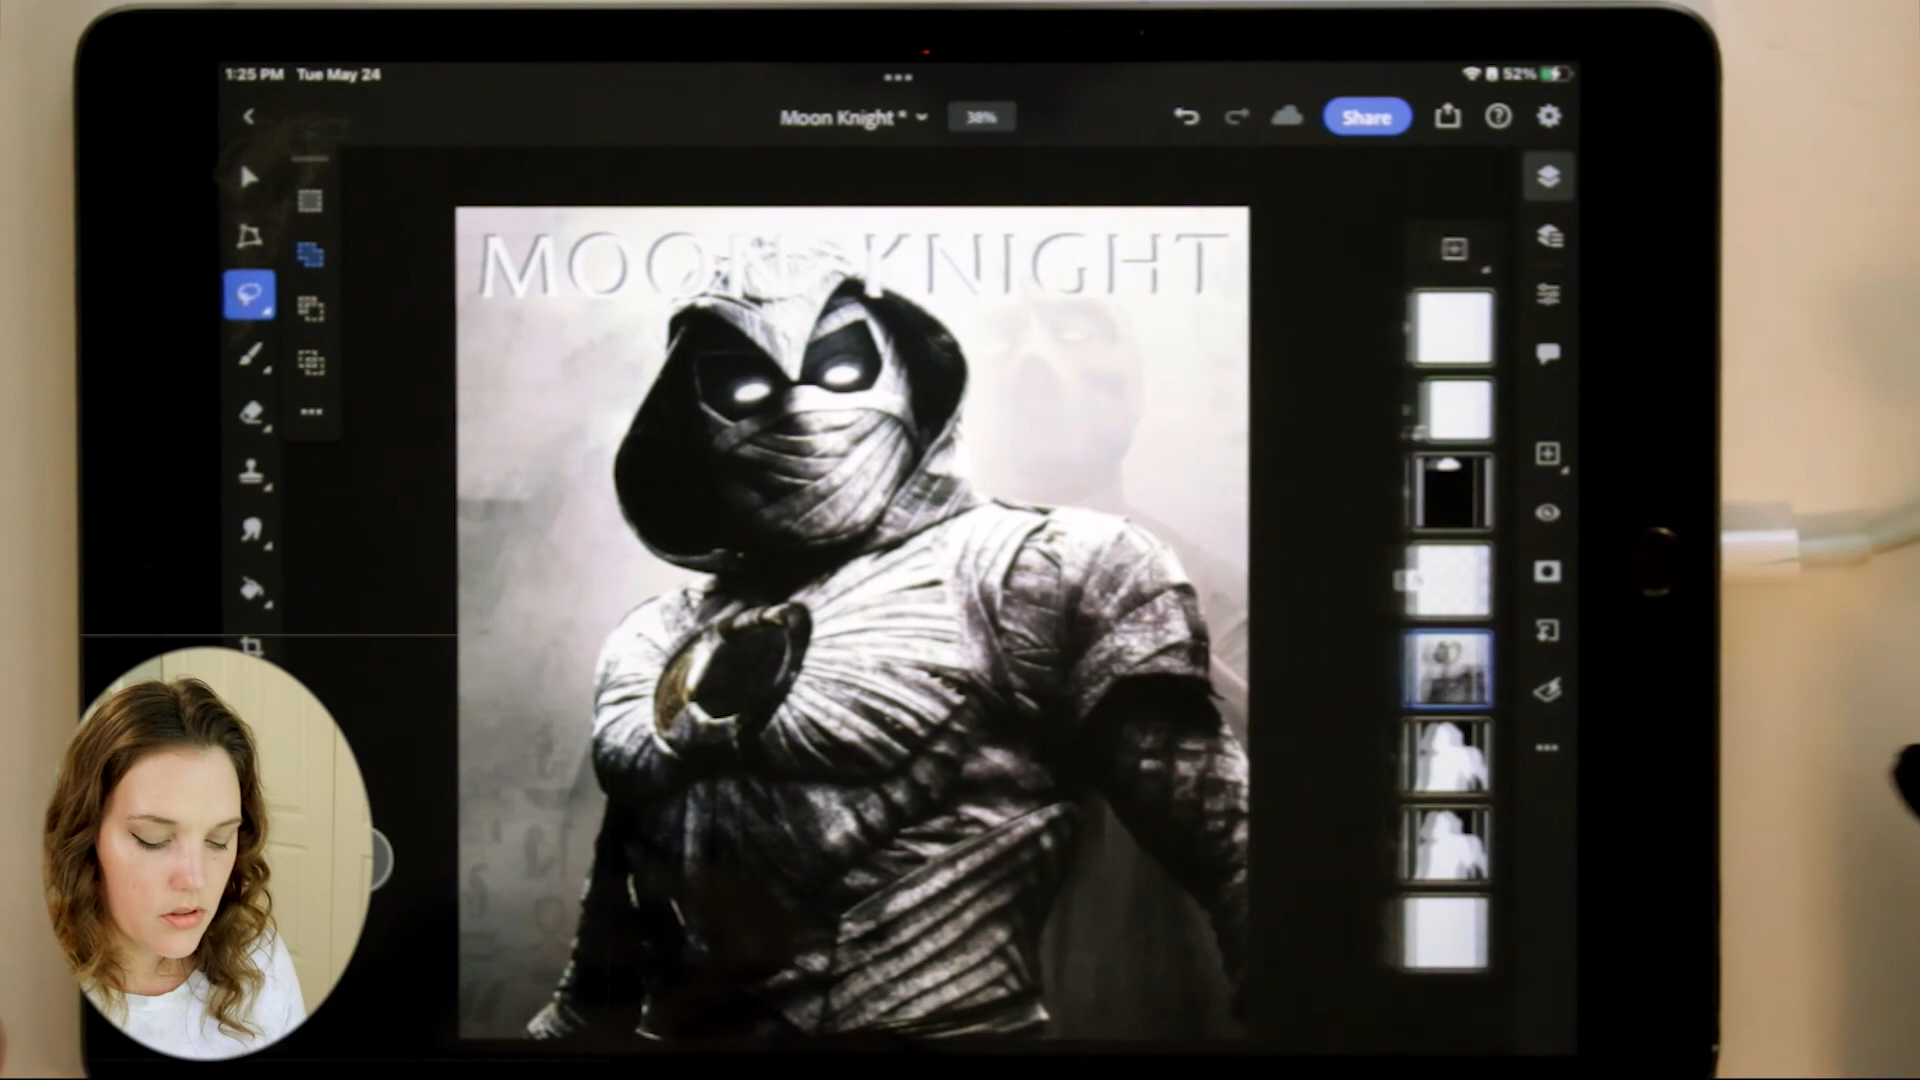 1:25 PM Tue May 24
52%
Moon Knight *
38%
Share
MOON KNIGHT